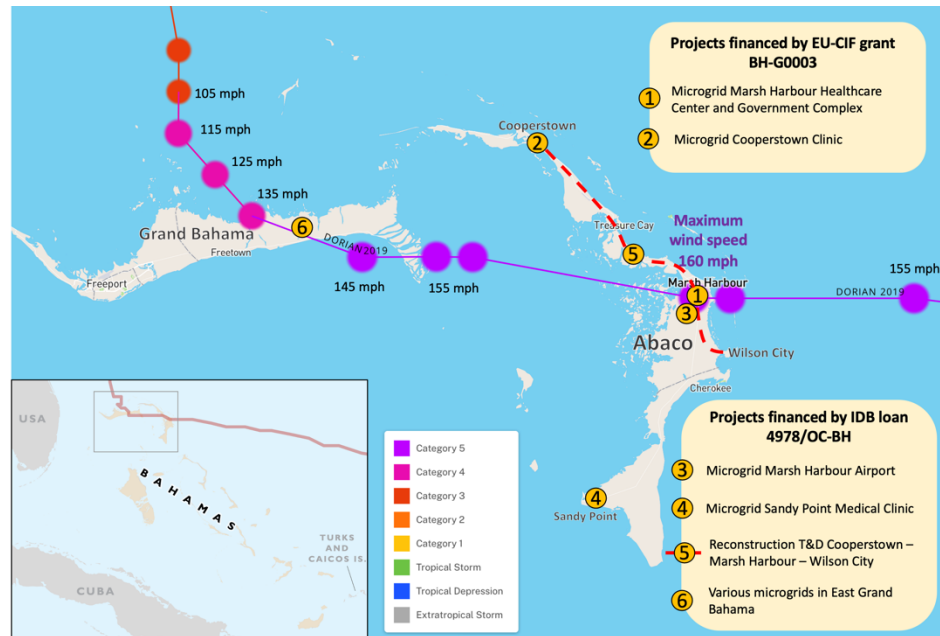 Projects financed by EU-CIF grant
BH-G0003
1
Microgrid Marsh Harbour Healthcare
Center and Government Complex
2
Microgrid Cooperstown Clinic
105 mph
115 mph
125 mph
135 mph
Cooperstown
2
Grand Bahama
6
Freetown
Freeport
DORIAN 2019
145 mph
155 mph
Treasure Cay
5
Maximum
wind speed
160 mph
Marsh Harbour
1
3
155 mph
DORIAN 2019
Abaco
Wilson City
Cherokee
4
Sandy Point
USA
BAHAMAS
TURKS
AND
CAICOS IS.
CUBA
Category 5
Category 4
Category 3
Category 2
Category 1
Tropical Storm
Tropical Depression
Extratropical Storm
Projects financed by IDB loan
4978/OC-BH
3
Microgrid Marsh Harbour Airport
4
Microgrid Sandy Point Medical Clinic
5
Reconstruction T&D Cooperstown –
Marsh Harbour – Wilson City
6
Various microgrids in East Grand
Bahama